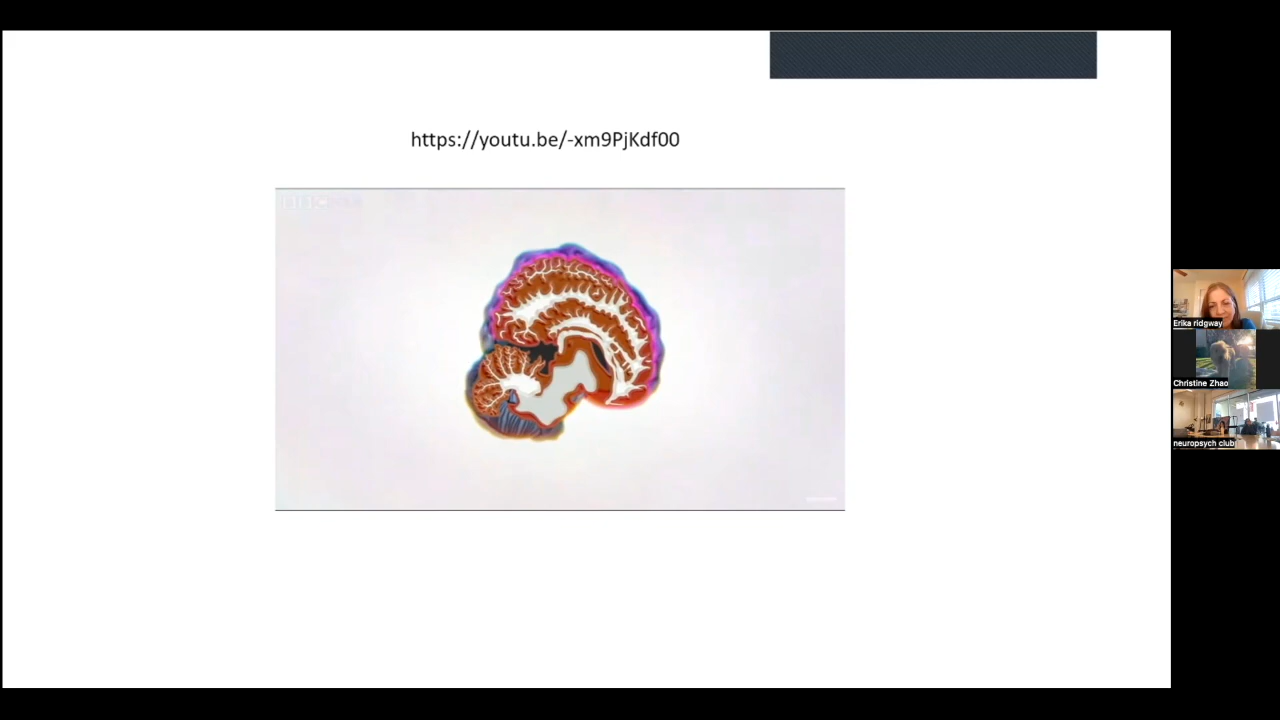 https://youtu.be/-xm9PjKdf00
Erika ridgway
Christine Zhao
neuropsych club